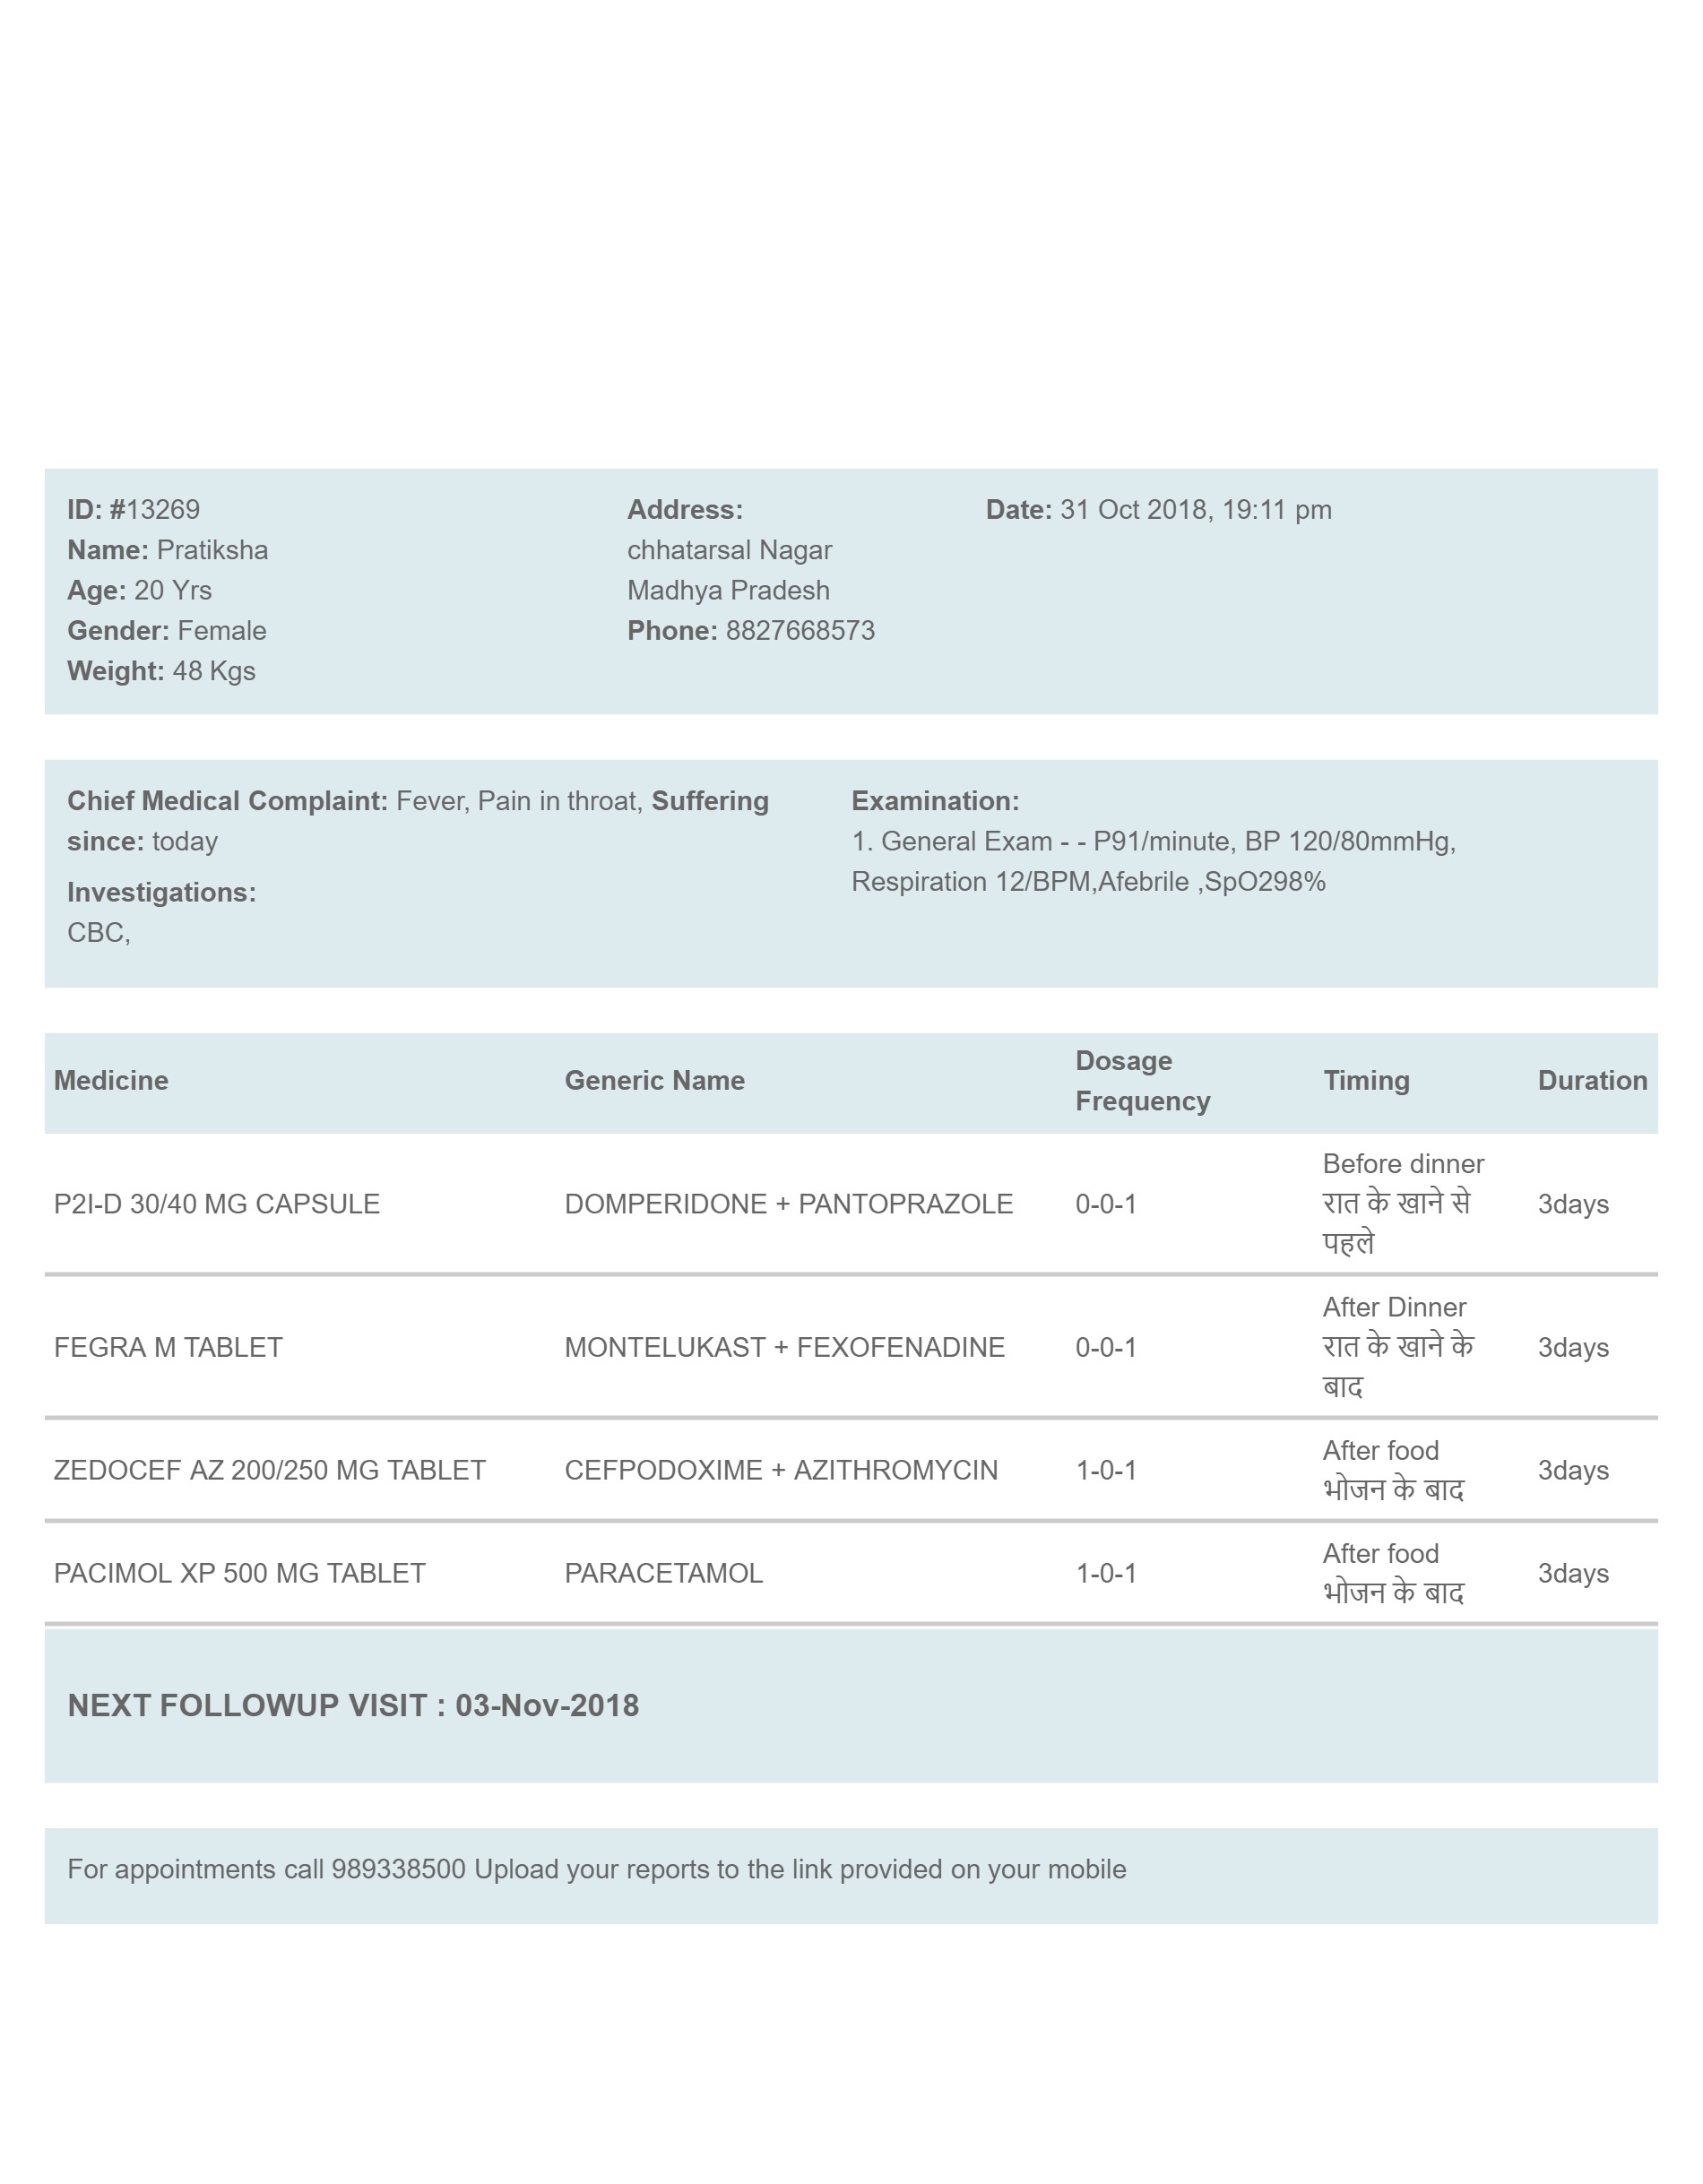 ID: #13269
Name: Pratiksha
Age: 20 Yrs
Gender: Female
Weight: 48 Kgs
Address:
chhatarsal Nagar
Madhya Pradesh
Phone: 8827668573
Date: 31 Oct 2018, 19:11 pm
Chief Medical Complaint: Fever, Pain in throat, Suffering
since: today
Investigations:
CBC,
Examination:
1. General Exam - - P91/minute, BP 120/80mmHg,
Respiration 12/BPM,Afebrile ,SpO298%
Medicine Generic Name Dosage Frequency Timing Duration
P2I-D 30/40 MG CAPSULE DOMPERIDONE + PANTOPRAZOLE 0-0-1 Before dinner रात के खाने से पहले 3days
FEGRA M TABLET MONTELUKAST + FEXOFENADINE 0-0-1 After Dinner रात के खाने के बाद 3days
ZEDOCEF AZ 200/250 MG TABLET CEFPODOXIME + AZITHROMYCIN 1-0-1 After food भोजन के बाद 3days
PACIMOL XP 500 MG TABLET PARACETAMOL 1-0-1 After food भोजन के बाद 3days
NEXT FOLLOWUP VISIT : 03-Nov-2018
For appointments call 989338500 Upload your reports to the link provided on your mobile